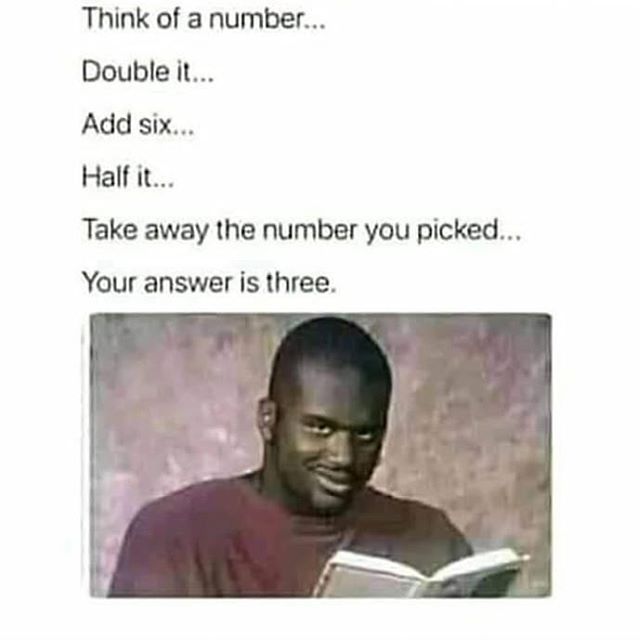 Think of a number...
Double it...
Add six...
Half it...
Take away the number you picked...
Your answer is three.